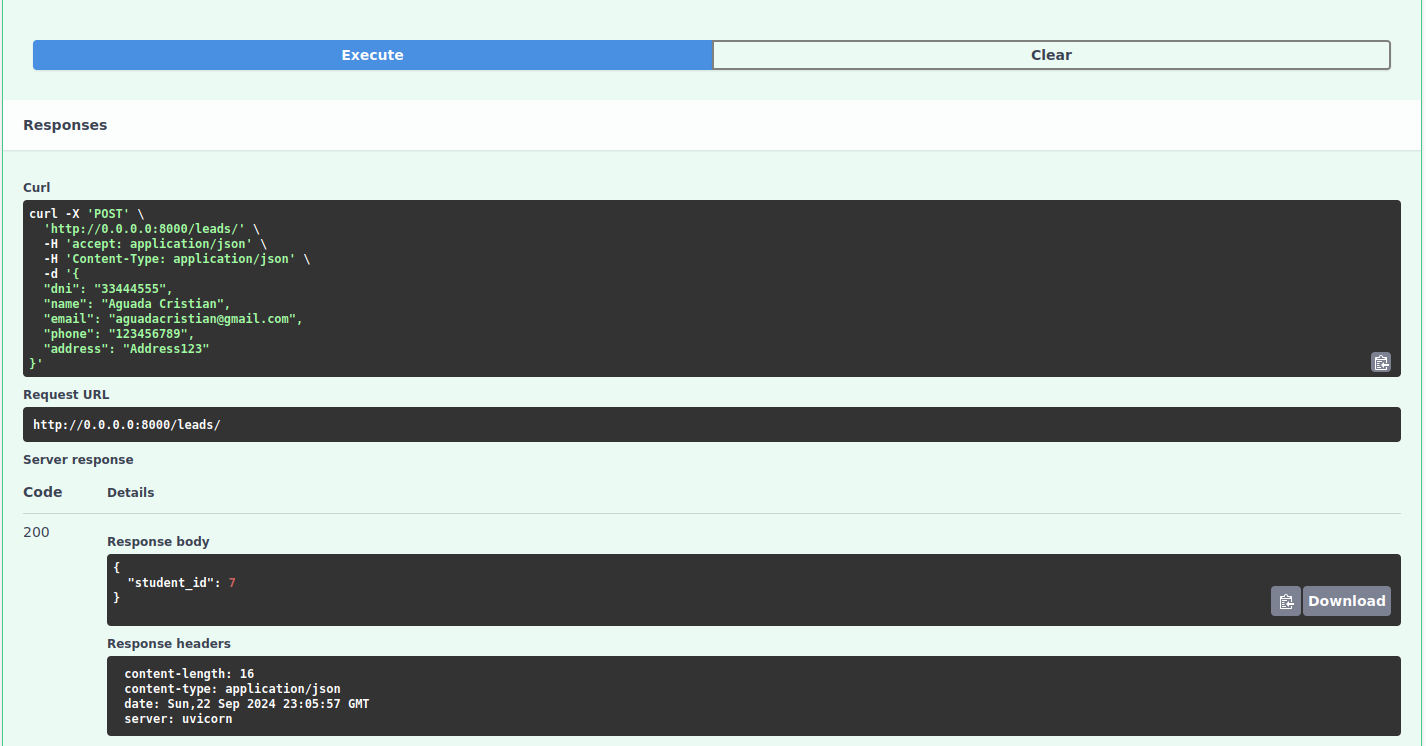 Execute
Clear
Responses
Curl
curl -X 'POST' \
  'http://0.0.0.0:8000/leads/' \
  -H 'accept: application/json' \
  -H 'Content-Type: application/json' \
  -d '{
  "dni": "33444555",
  "name": "Aguada Cristian",
  "email": "aguadacristian@gmail.com",
  "phone": "123456789",
  "address": "Address123"
}'
Request URL
http://0.0.0.0:8000/leads/
Server response
Code Details
200
Response body
{
  "student_id": 7
}
Download
Response headers
content-length: 16
content-type: application/json
date: Sun,22 Sep 2024 23:05:57 GMT
server: uvicorn